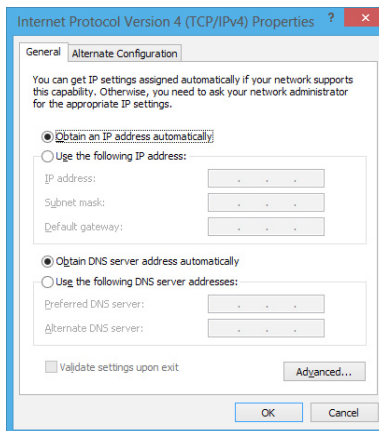 Internet Protocol Version 4 (TCP/IPv4) Properties ? x
General Alternate Configuration
You can get IP settings assigned automatically if your network supports
this capability. Otherwise, you need to ask your network administrator
for the appropriate IP settings.
Obtain an IP address automatically
Use the following IP address:
IP address: . . .
Subnet mask: . . .
Default gateway: . . .
Obtain DNS server address automatically
Use the following DNS server addresses:
Preferred DNS server: . . .
Alternate DNS server: . . .
Validate settings upon exit
Advanced...
OK Cancel